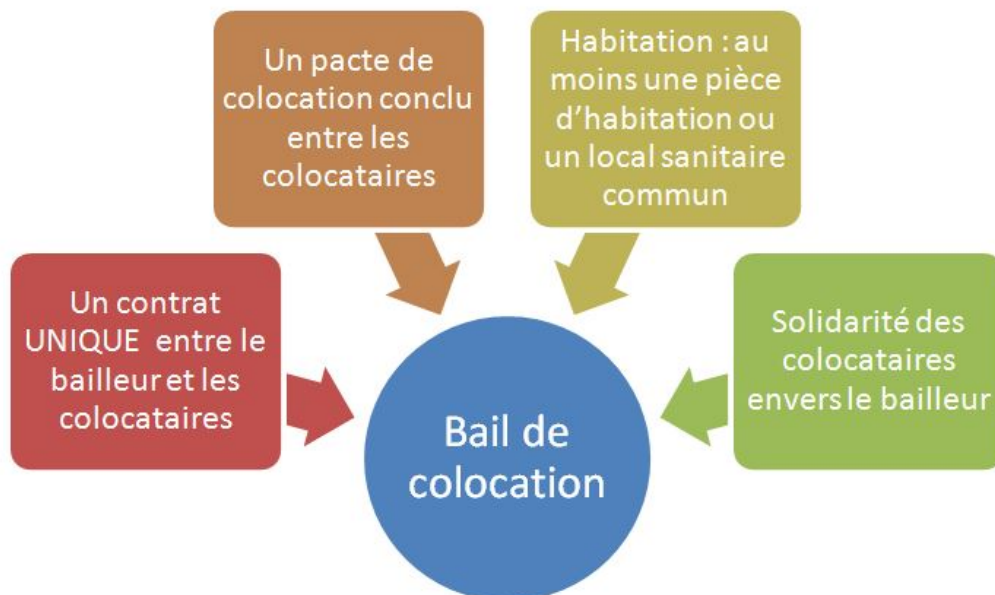 Un pacte de
colocation conclu
entre les
colocataires
Habitation : au
moins une pièce
d'habitation ou
un local sanitaire
commun
Un contrat
UNIQUE entre le
bailleur et les
colocataires
Solidarité des
colocataires
envers le bailleur
Bail de
colocation